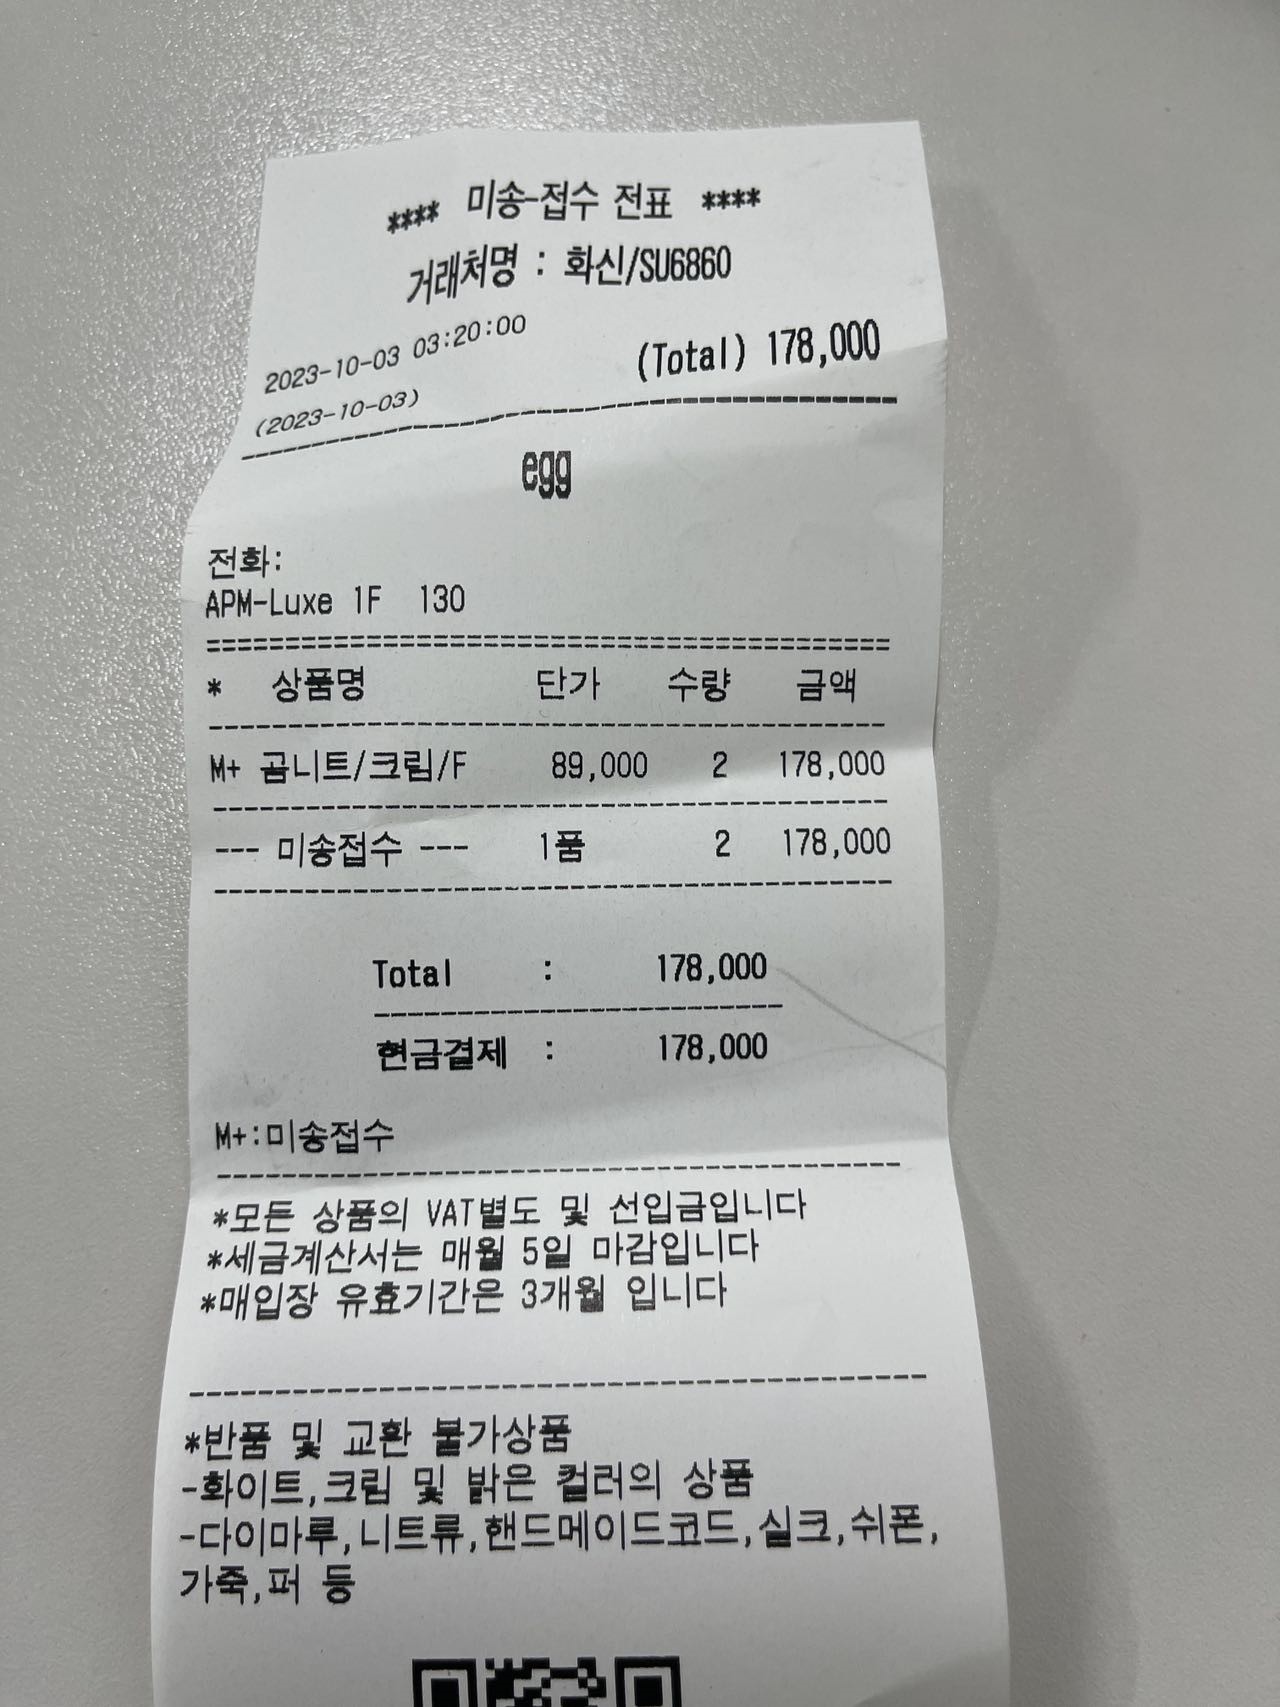 **** 미송-접수 전표 ****
거래처명 : 화신/SU6860
2023-10-03 03:20:00
(Total) 178,000
(2023-10-03)
egg
전화:
APM-Luxe 1F 130
* 상품명 단가 수량 금액
M+ 곰니트/크림/F 89,000 2 178,000
--- 미송접수 --- 1품 2 178,000
Total : 178,000
현금결제 : 178,000
M+:미송접수
*모든 상품의 VAT별도 및 선입금입니다
*세금계산서는 매월 5일 마감입니다
*매입장 유효기간은 3개월 입니다
*반품 및 교환 불가상품
-화이트,크림 및 밝은 컬러의 상품
-다이마루,니트류,핸드메이드코드,실크,쉬폰,
가죽,퍼 등